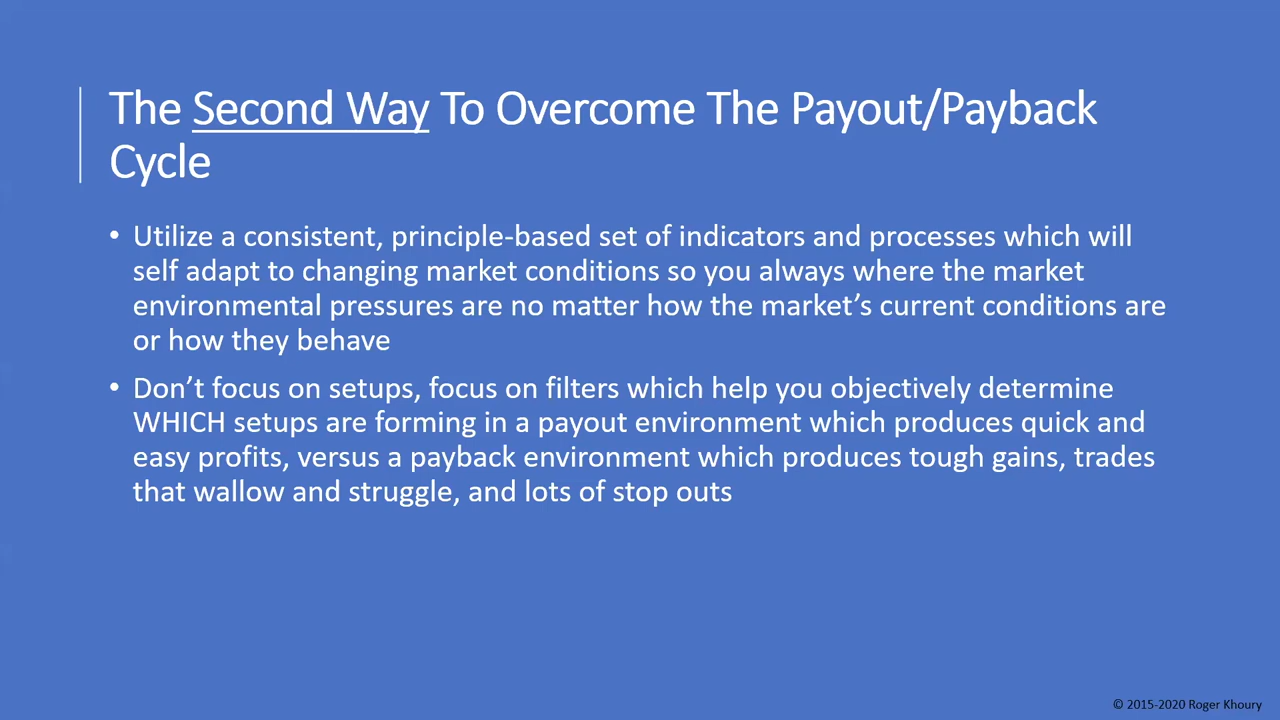 The Second Way To Overcome The Payout/Payback
Cycle
• Utilize a consistent, principle-based set of indicators and processes which will
self adapt to changing market conditions so you always where the market
environmental pressures are no matter how the market’s current conditions are
or how they behave
• Don’t focus on setups, focus on filters which help you objectively determine
WHICH setups are forming in a payout environment which produces quick and
easy profits, versus a payback environment which produces tough gains, trades
that wallow and struggle, and lots of stop outs
© 2015-2020 Roger Khoury